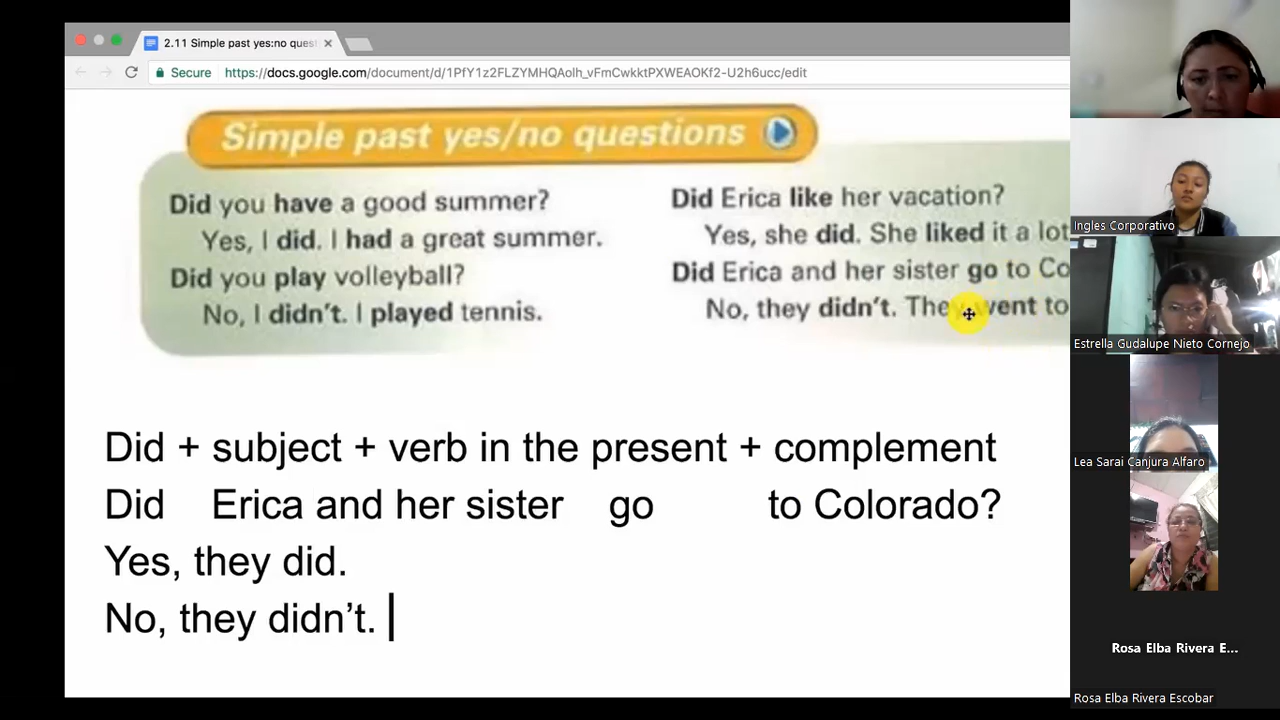 2.11 Simple past yes:no ques
Secure https://docs.google.com/document/d/1PfY1z2FLZYMHQAolh_vFmCwkktPXWEAOKf2-U2h6ucc/edit
Simple past yes/no questions
Did you have a good summer?
Yes, I did. I had a great summer.
Did you play volleyball?
No, I didn't. I played tennis.
Did Erica like her vacation?
Yes, she did. She liked it a lot
Did Erica and her sister go to Co
No, they didn't. They went to
Did + subject + verb in the present + complement
Did Erica and her sister go to Colorado?
Yes, they did.
No, they didn't.
Ingles Corporativo
Estrella Gudalupe Nieto Cornejo
Lea Sarai Canjura Alfaro
Rosa Elba Rivera E...
Rosa Elba Rivera Escobar